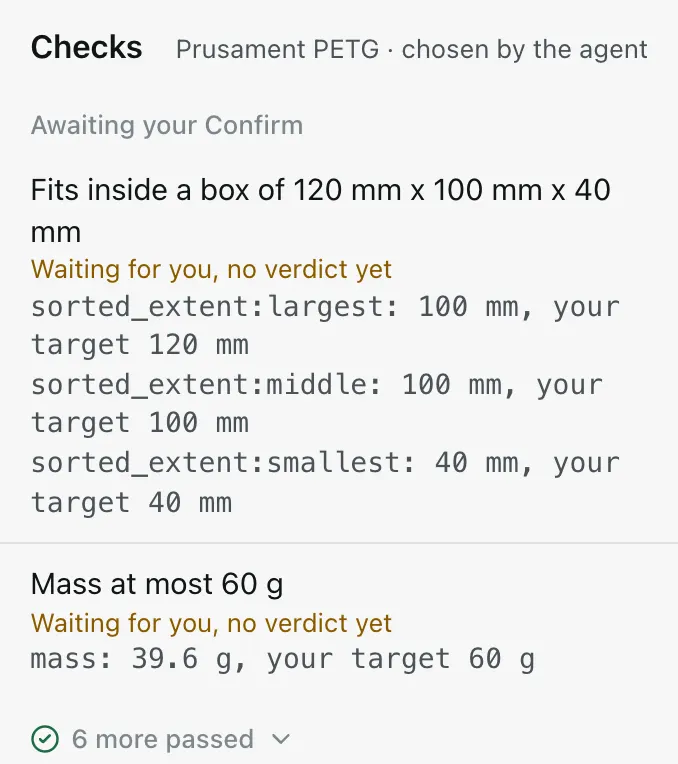 Checks Prusament PETG · chosen by the agent
Awaiting your Confirm
Fits inside a box of 120 mm x 100 mm x 40
mm
Waiting for you, no verdict yet
sorted_extent:largest: 100 mm, your
target 120 mm
sorted_extent:middle: 100 mm, your
target 100 mm
sorted_extent:smallest: 40 mm, your
target 40 mm
Mass at most 60 g
Waiting for you, no verdict yet
mass: 39.6 g, your target 60 g
6 more passed